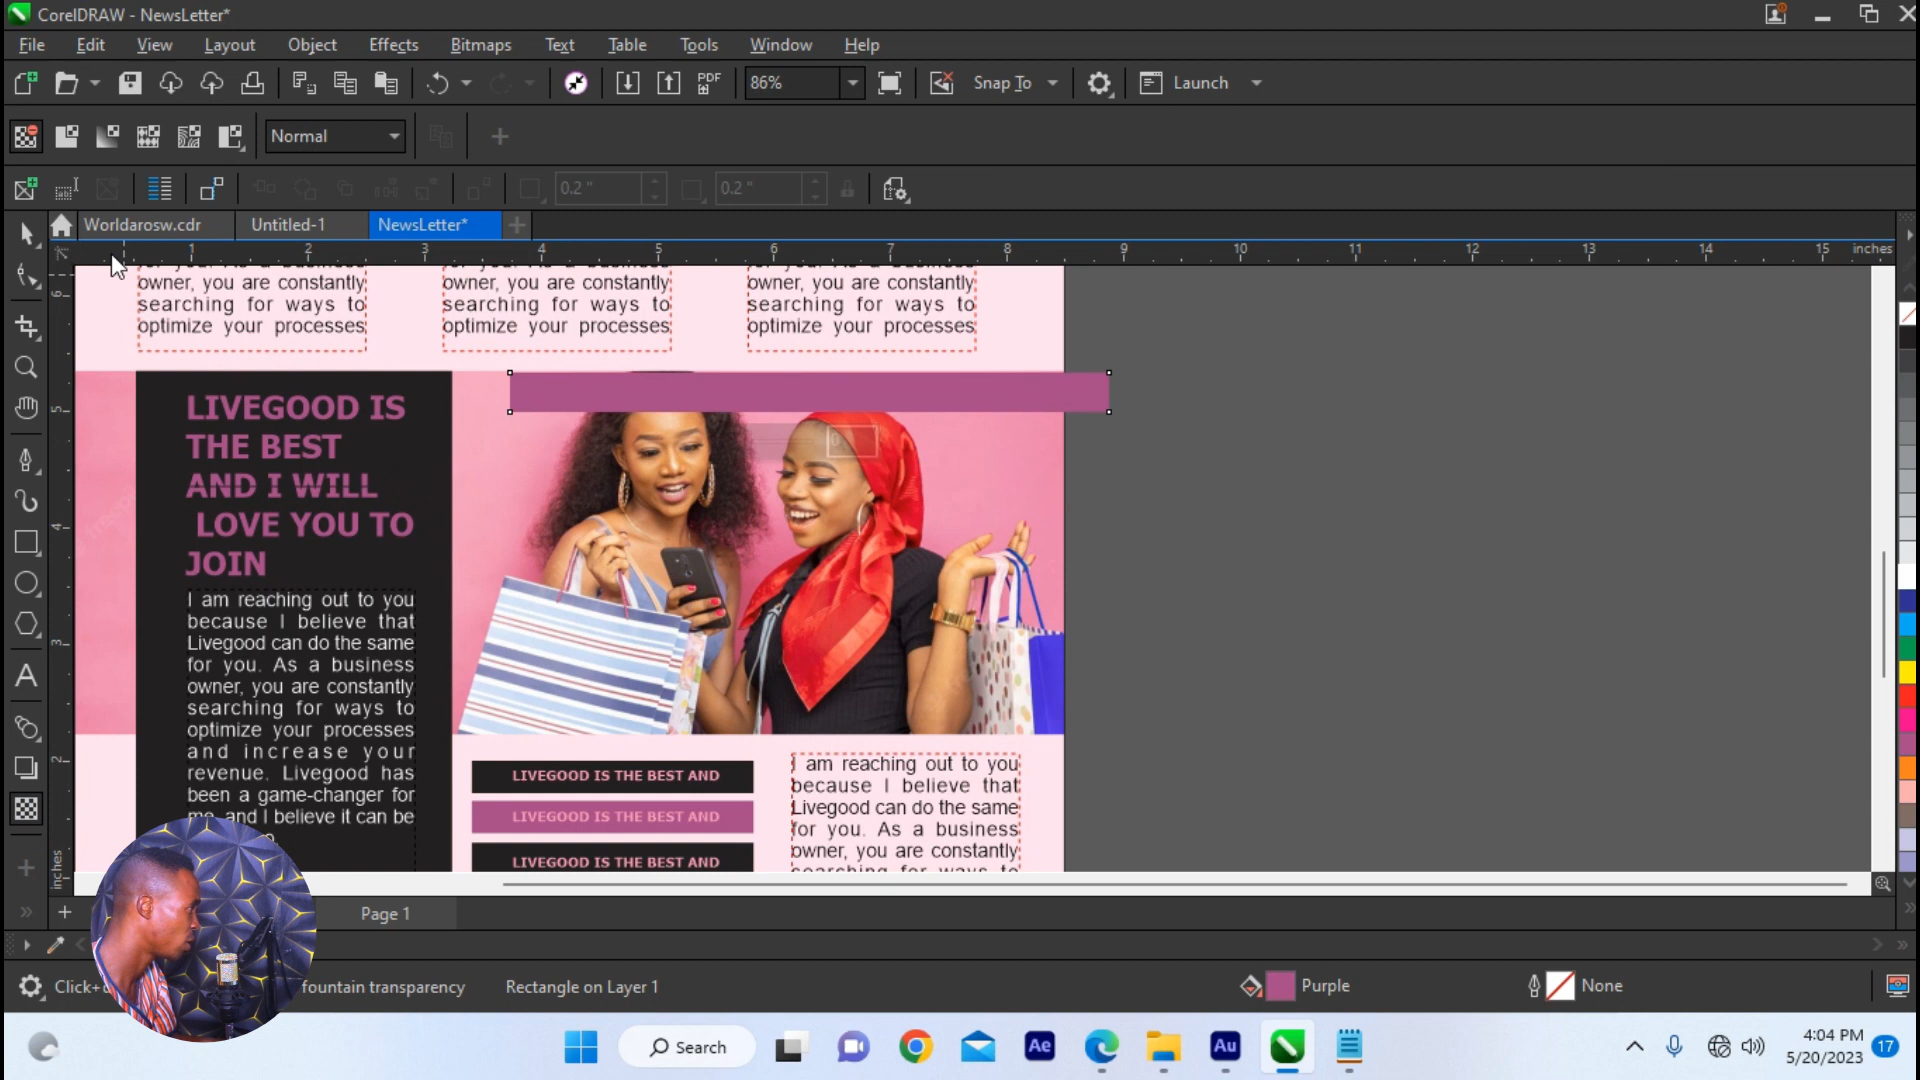 CorelDRAW - NewsLetter*
File Edit View Layout Object Effects Bitmaps Text Table Tools Window Help
PDF 86% Snap To Launch
Normal
0.2 " 0.2 "
Worldarosw.cdr Untitled-1 NewsLetter*
1 2 3 4 5 6 7 8 9 10 11 12 13 14 15 inches
owner, you are constantly
searching for ways to
optimize your processes
owner, you are constantly
searching for ways to
optimize your processes
owner, you are constantly
searching for ways to
optimize your processes
6
5
4
3
2
inches
LIVEGOOD IS
THE BEST
AND I WILL
LOVE YOU TO
JOIN
I am reaching out to you
because I believe that
Livegood can do the same
for you. As a business
owner, you are constantly
searching for ways to
optimize your processes
and increase your
revenue. Livegood has
been a game-changer for
me, and I believe it can be
LIVEGOOD IS THE BEST AND
LIVEGOOD IS THE BEST AND
LIVEGOOD IS THE BEST AND
I am reaching out to you
because I believe that
Livegood can do the same
for you. As a business
owner, you are constantly
searching for ways to
Page 1
Click+ fountain transparency Rectangle on Layer 1 Purple None
Search Ae Au 4:04 PM
5/20/2023 17